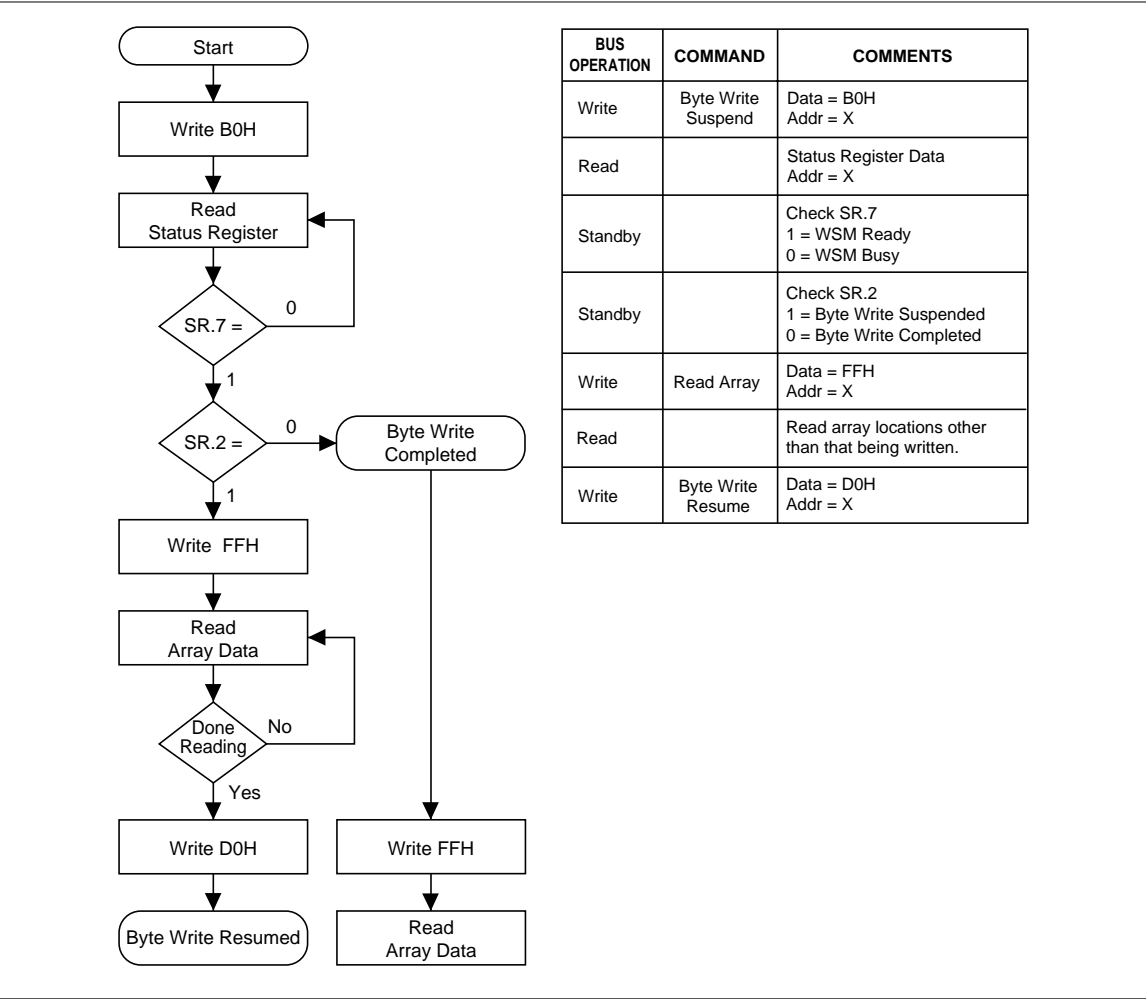 Start
Write B0H
Read
Status Register
SR.7 =
0
1
SR.2 =
0
Byte Write
Completed
1
Write FFH
Read
Array Data
Done
Reading
No
Yes
Write D0H
Write FFH
Byte Write Resumed
Read
Array Data
BUS
OPERATION
COMMAND
COMMENTS
Write
Byte Write
Suspend
Data = B0H
Addr = X
Read
Status Register Data
Addr = X
Standby
Check SR.7
1 = WSM Ready
0 = WSM Busy
Standby
Check SR.2
1 = Byte Write Suspended
0 = Byte Write Completed
Write
Read Array
Data = FFH
Addr = X
Read
Read array locations other
than that being written.
Write
Byte Write
Resume
Data = D0H
Addr = X